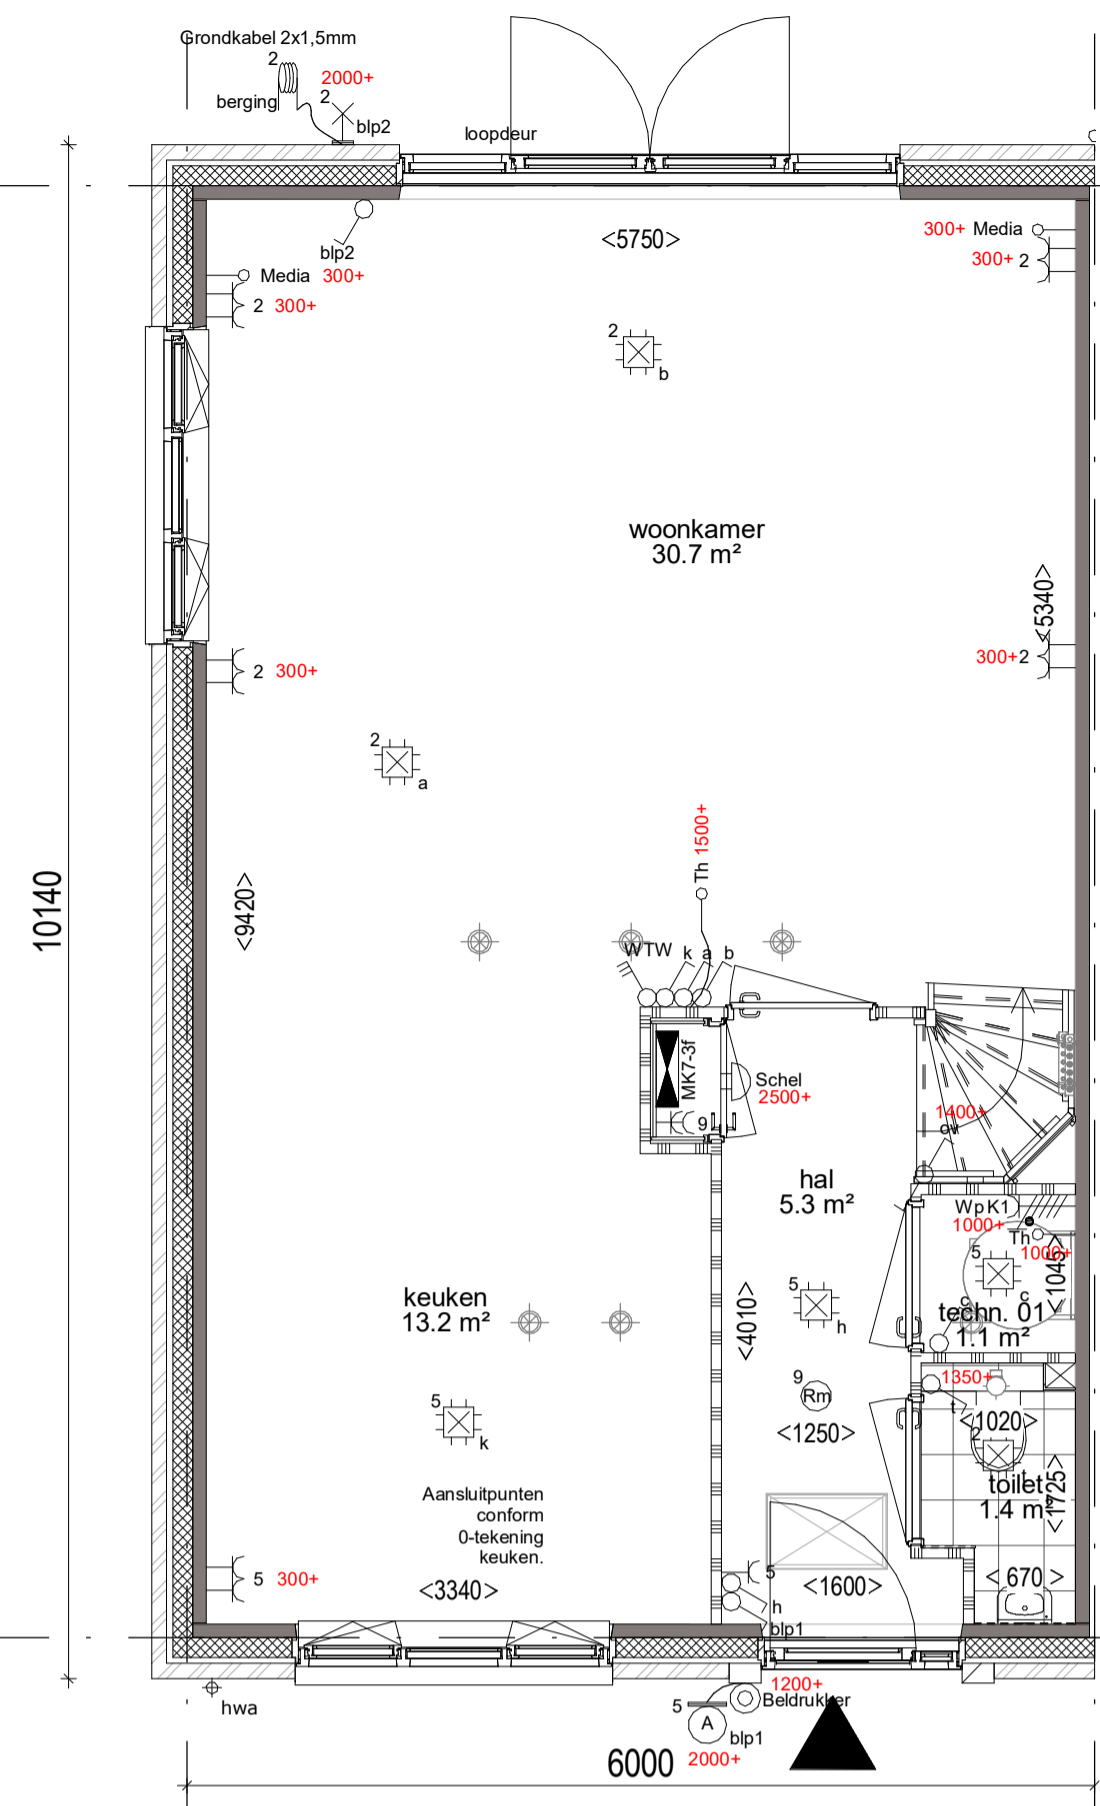 Grondkabel 2x1,5mm
2
2000+
2
berging
blp2
loopdeur
<5750>
300+ Media
300+ 2
blp2
Media 300+
2 300+
2
b
woonkamer
30.7 m²
<5340>
300+2
2 300+
2
a
10140
<9420>
Th 1500+
WTW k a b
MK7-3f
Schel
2500+
9
1400+
ov
hal
5.3 m²
WpK1
1000+
Th
1000+
5
<1045>
c
c
techn. 01
1.1 m²
keuken
13.2 m²
<4010>
5
h
9
Rm
<1250>
1350+
t
<1020>
2
t
toilet
1.4 m²
<1725>
5
k
Aansluitpunten
conform
0-tekening
keuken.
5 300+
<3340>
5
<1600>
<670>
h
blp1
hwa
1200+
Beldrukker
5
A
blp1
2000+
6000